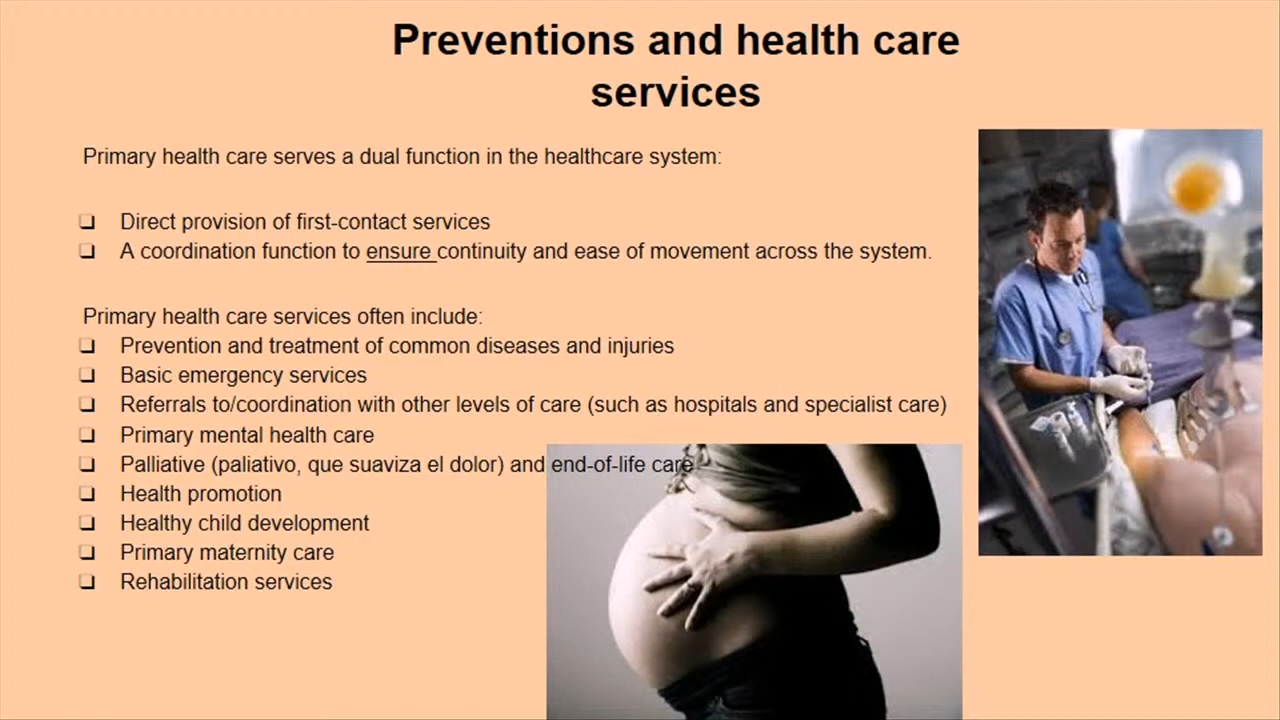 Preventions and health care
services
Primary health care serves a dual function in the healthcare system:
❑ Direct provision of first-contact services
❑ A coordination function to ensure continuity and ease of movement across the system.
Primary health care services often include:
❑ Prevention and treatment of common diseases and injuries
❑ Basic emergency services
❑ Referrals to/coordination with other levels of care (such as hospitals and specialist care)
❑ Primary mental health care
❑ Palliative (paliativo, que suaviza el dolor) and end-of-life care
❑ Health promotion
❑ Healthy child development
❑ Primary maternity care
❑ Rehabilitation services